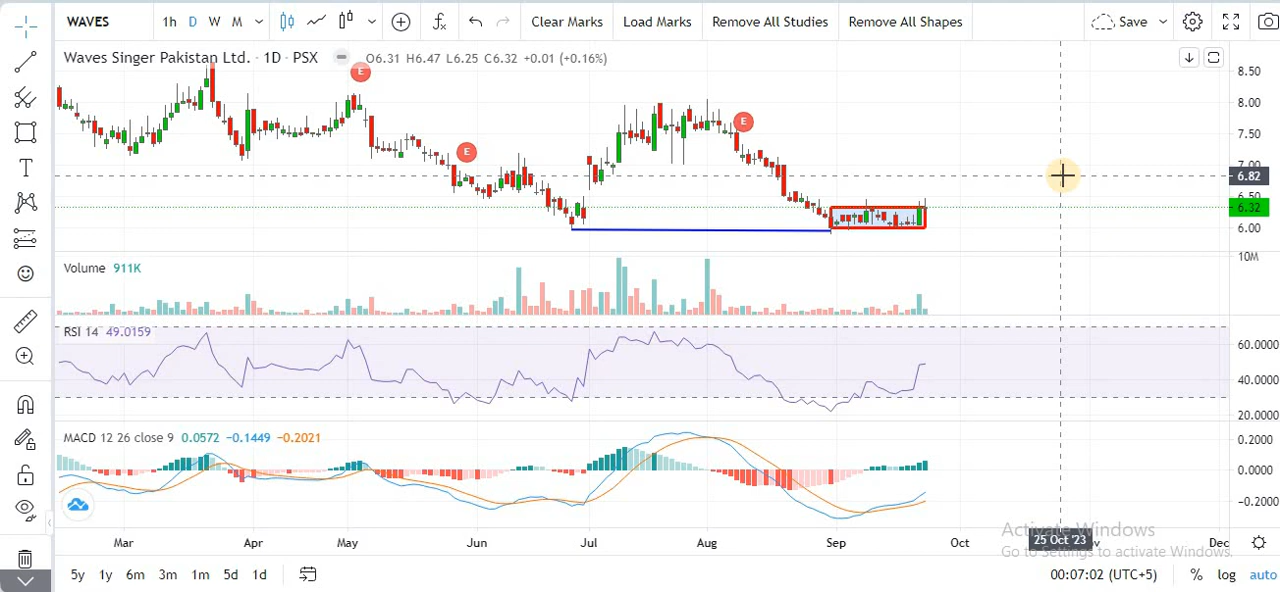 WAVES 1h D W M Clear Marks Load Marks Remove All Studies Remove All Shapes Save
Waves Singer Pakistan Ltd. · 1D · PSX O6.31 H6.47 L6.25 C6.32 +0.01 (+0.16%)
E
E
E
8.50
8.00
7.50
7.00
6.82
6.50
6.32
6.00
Volume 911K
10M
RSI 14 49.0159
60.0000
40.0000
20.0000
MACD 12 26 close 9 0.0572 −0.1449 −0.2021
0.2000
0.0000
−0.2000
Activate Windows
Go to Settings to activate Windows.
Mar Apr May Jun Jul Aug Sep Oct 25 Oct '23 Dec
5y 1y 6m 3m 1m 5d 1d 00:07:02 (UTC+5) % log auto